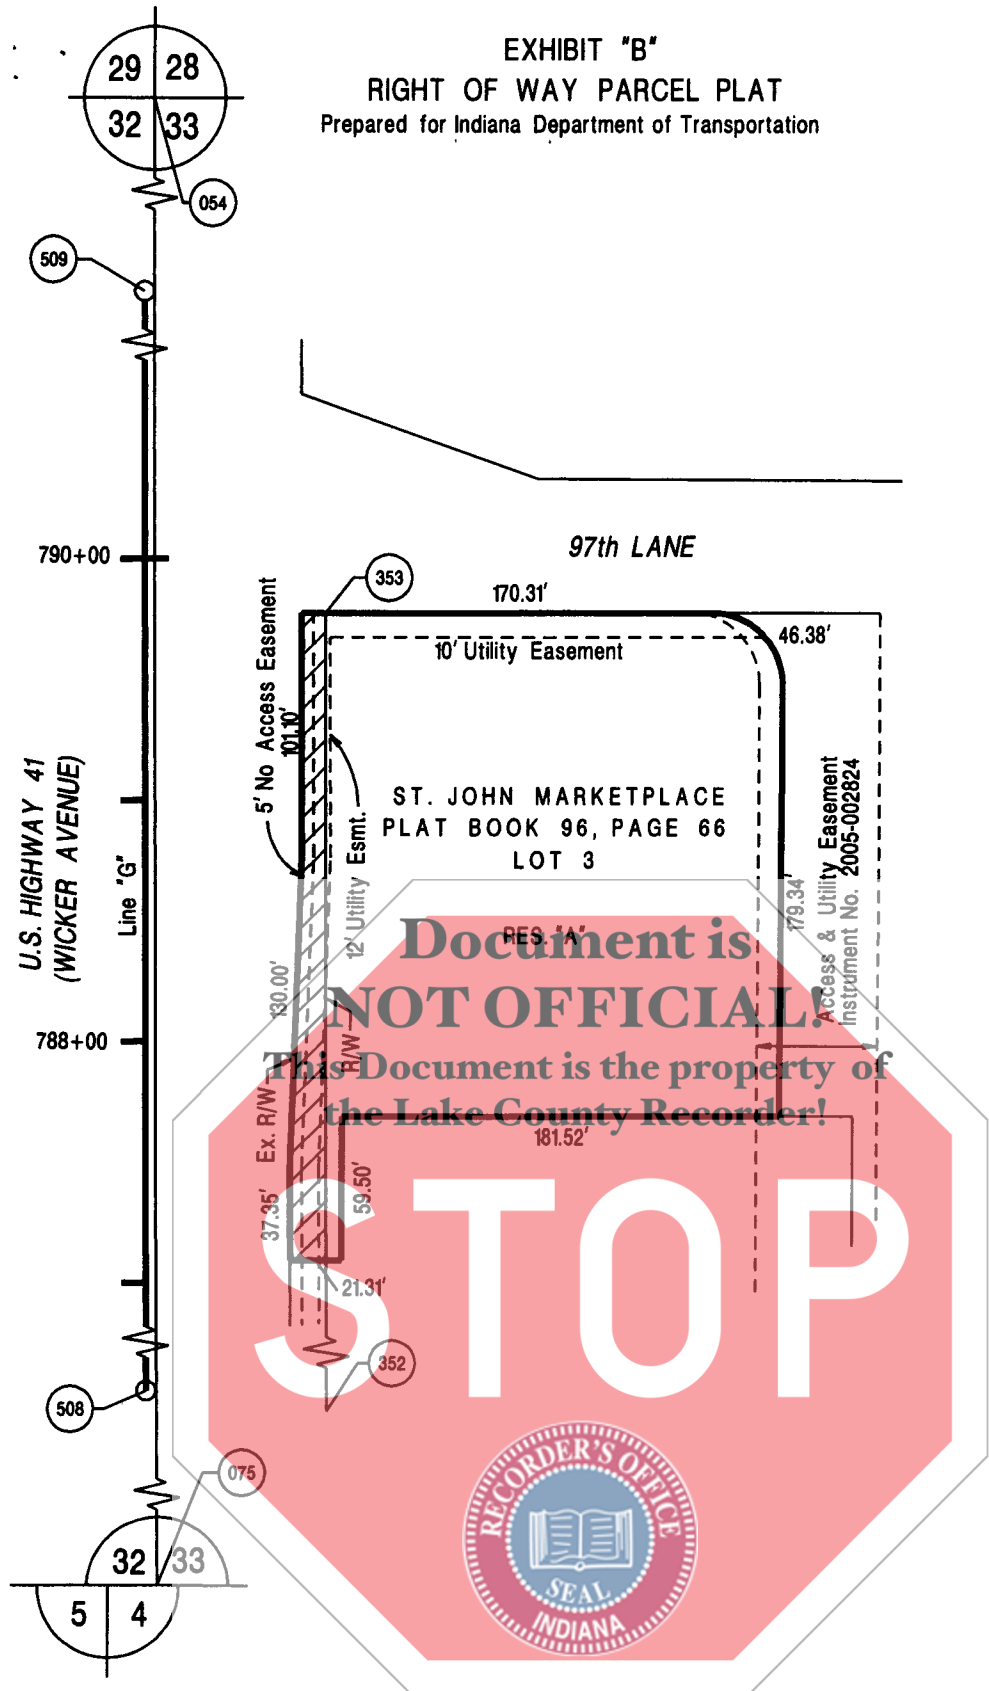 EXHIBIT "B"
RIGHT OF WAY PARCEL PLAT
Prepared for Indiana Department of Transportation
29 28
32 33
054
509
97th LANE
790+00
353
170.31'
46.38'
10' Utility Easement
5' No Access Easement
101.10'
U.S. HIGHWAY 41
(WICKER AVENUE)
Line "G"
12' Utility Esmt.
ST. JOHN MARKETPLACE
PLAT BOOK 96, PAGE 66
LOT 3
RES. "A"
179.34'
Access & Utility Easement
Instrument No. 2005-002824
130.00'
788+00
R/W
Ex. R/W
Document is
NOT OFFICIAL!
This Document is the property of
the Lake County Recorder!
181.52'
59.50'
37.35'
21.31'
STOP
352
508
075
32 33
5 4
RECORDER'S OFFICE
SEAL
INDIANA